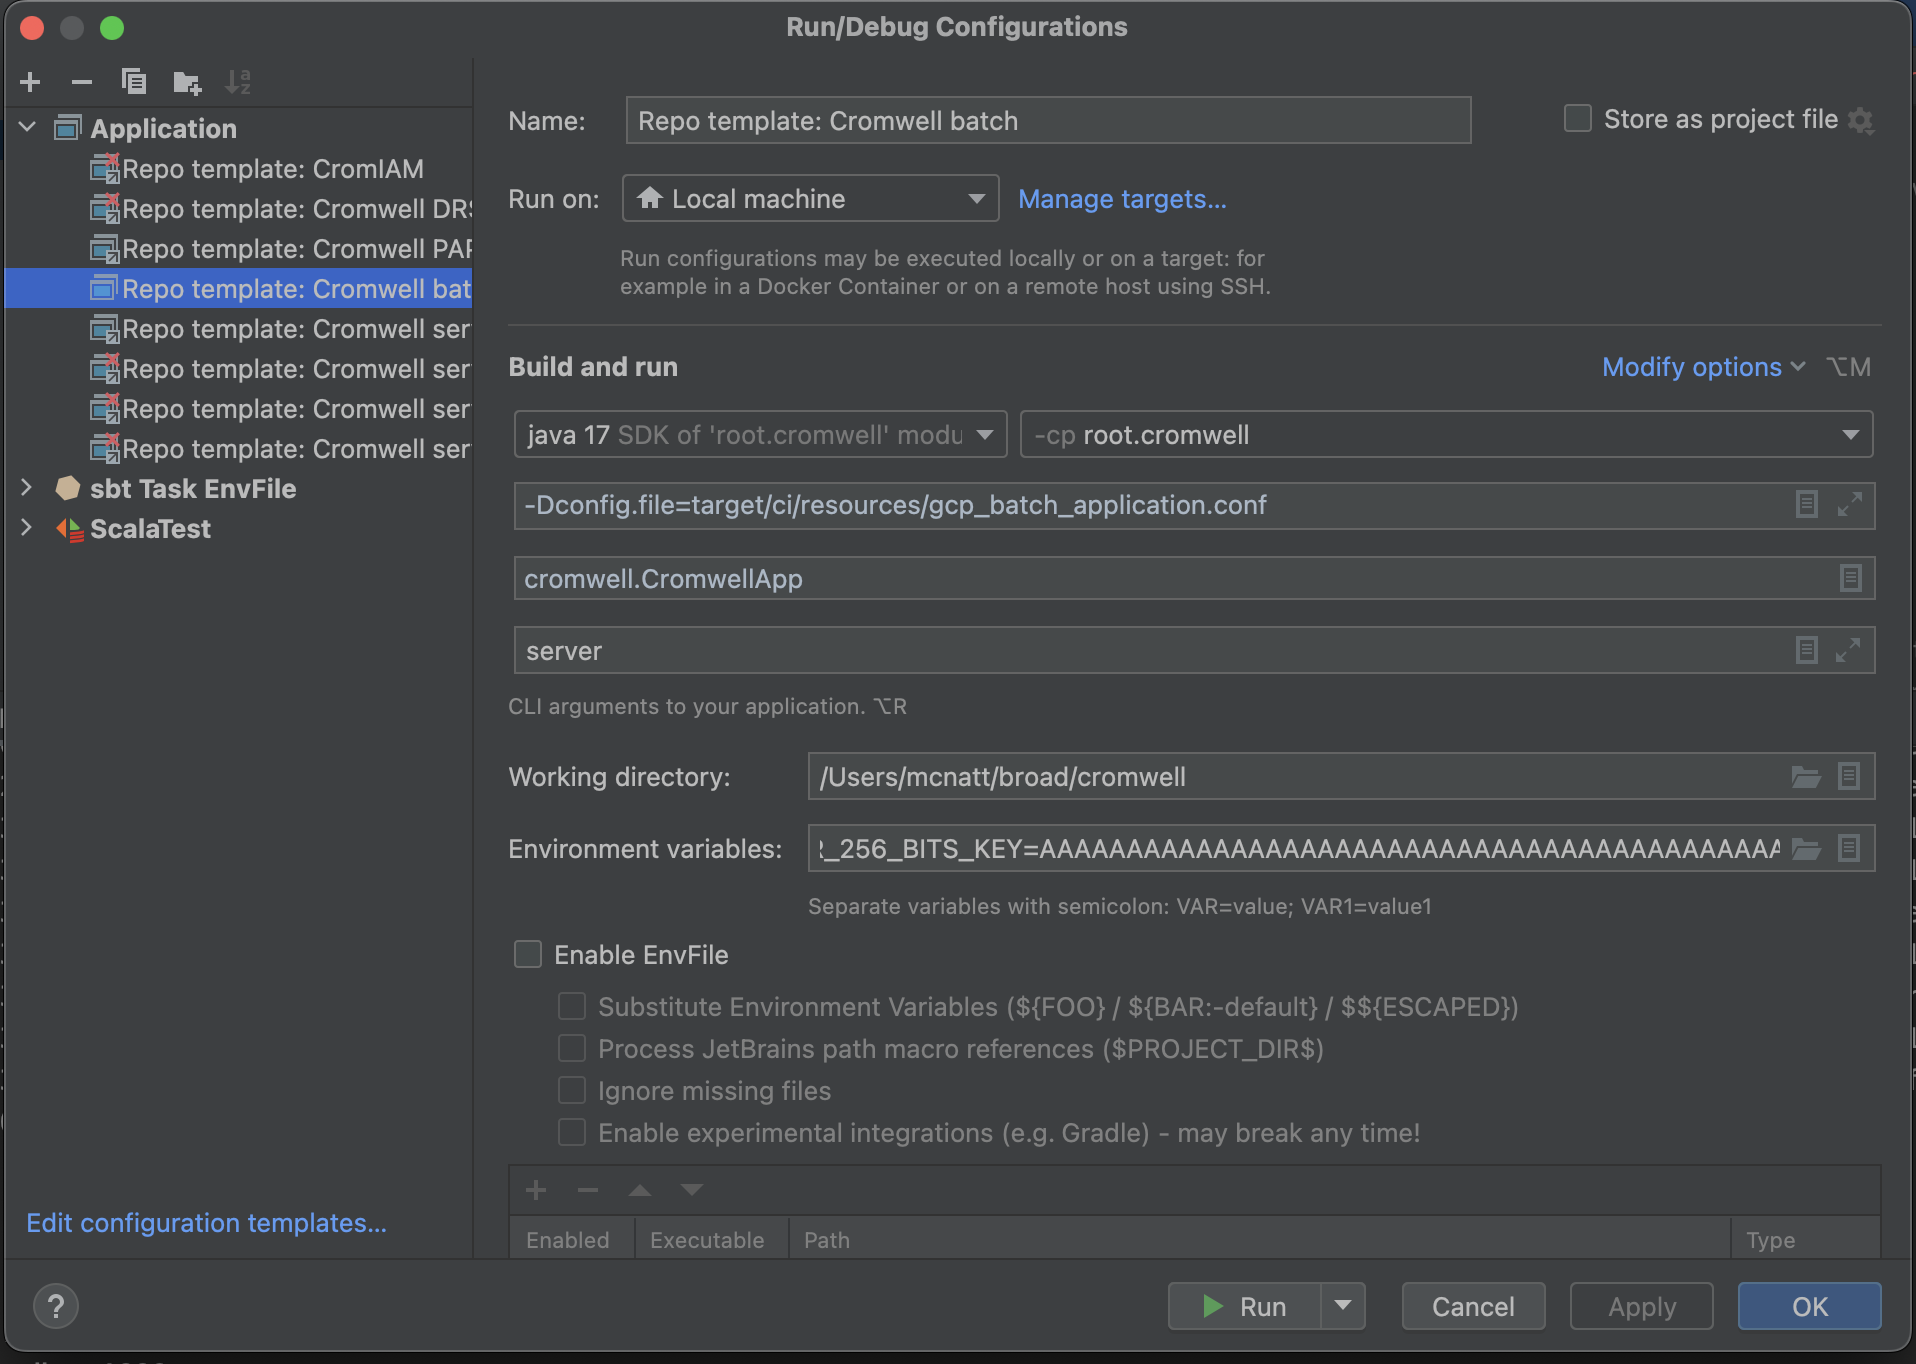 Run/Debug Configurations
Application
Repo template: CromIAM
Repo template: Cromwell DRS
Repo template: Cromwell PAP
Repo template: Cromwell bat
Repo template: Cromwell ser
Repo template: Cromwell ser
Repo template: Cromwell ser
Repo template: Cromwell ser
sbt Task EnvFile
ScalaTest
Edit configuration templates...
Name: Repo template: Cromwell batch Store as project file
Run on: Local machine Manage targets...
Run configurations may be executed locally or on a target: for
example in a Docker Container or on a remote host using SSH.
Build and run Modify options ⌥M
java 17 SDK of 'root.cromwell' modu -cp root.cromwell
-Dconfig.file=target/ci/resources/gcp_batch_application.conf
cromwell.CromwellApp
server
CLI arguments to your application. ⌥R
Working directory: /Users/mcnatt/broad/cromwell
Environment variables: R_256_BITS_KEY=AAAAAAAAAAAAAAAAAAAAAAAAAAAAAAAAAAAAAAAAAAA
Separate variables with semicolon: VAR=value; VAR1=value1
Enable EnvFile
Substitute Environment Variables (${FOO} / ${BAR:-default} / $${ESCAPED})
Process JetBrains path macro references ($PROJECT_DIR$)
Ignore missing files
Enable experimental integrations (e.g. Gradle) - may break any time!
Enabled Executable Path Type
? Run Cancel Apply OK